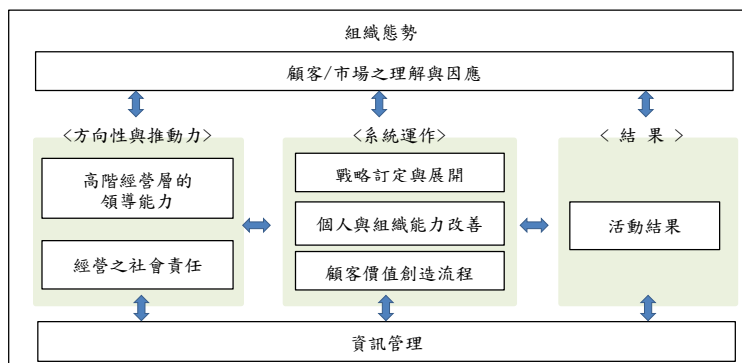 組織態勢
顧客/市場之理解與因應
<方向性與推動力>
<系統運作>
< 結 果 >
高階經營層的
領導能力
經營之社會責任
戰略訂定與展開
個人與組織能力改善
顧客價值創造流程
活動結果
資訊管理